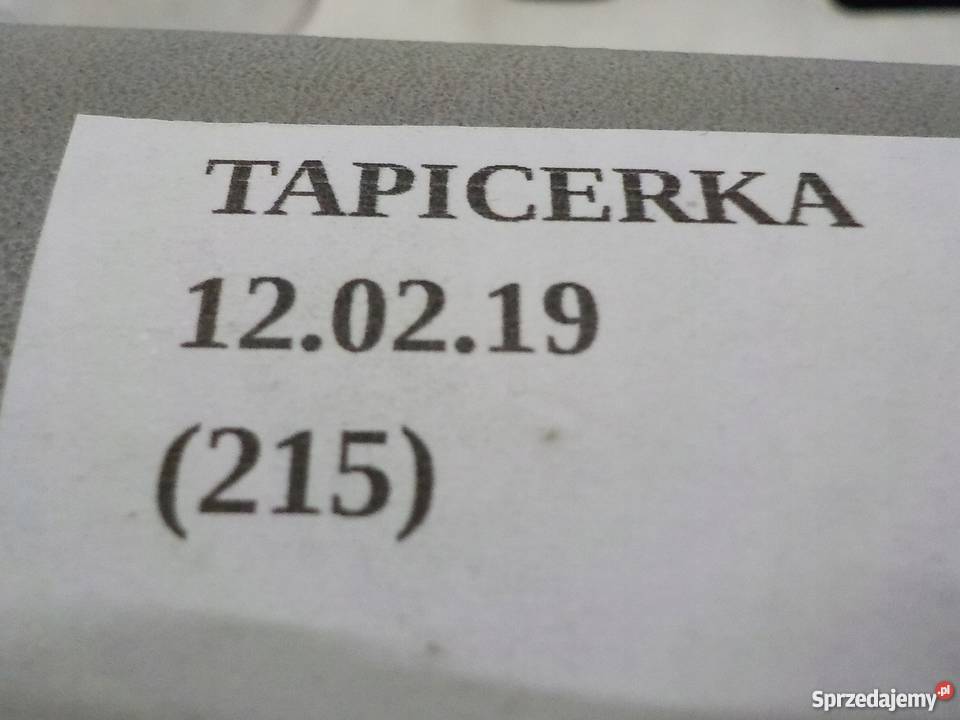 TAPICERKA
12.02.19
(215)
Sprzedajemy.pl